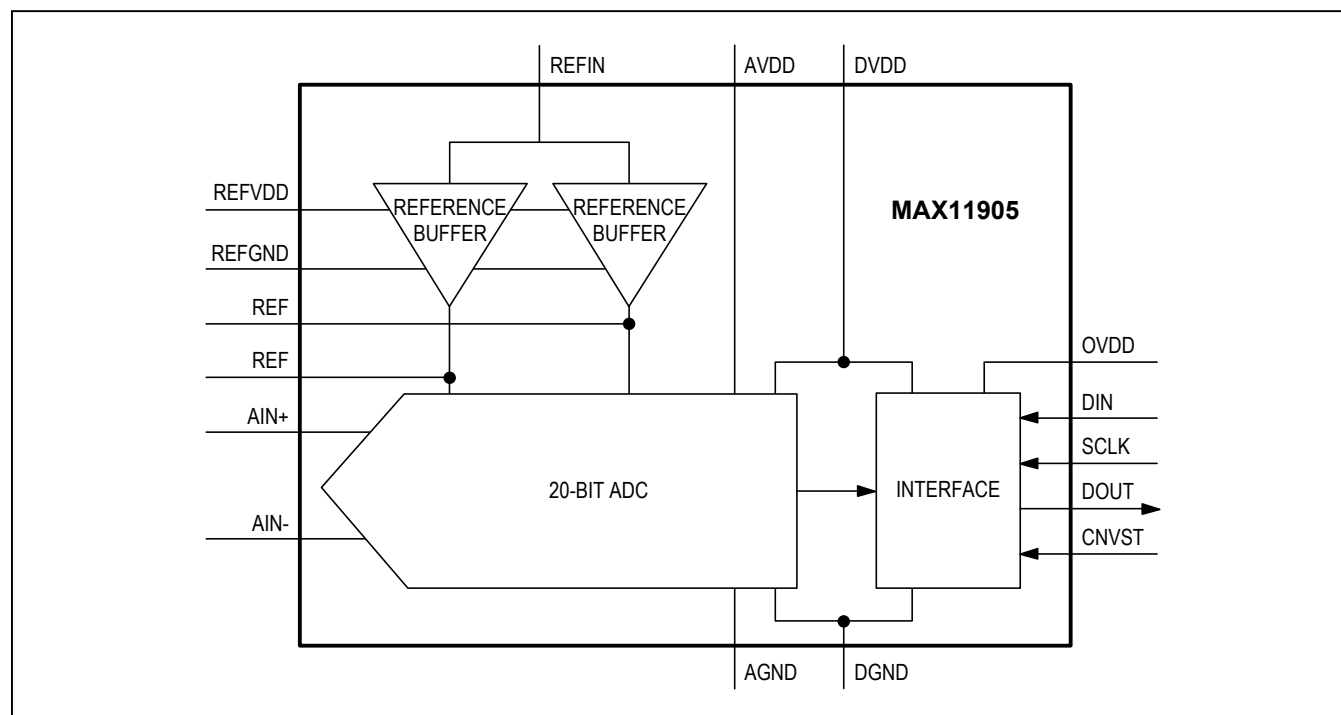 REFIN
AVDD
DVDD
REFVDD
REFERENCE
BUFFER
REFERENCE
BUFFER
MAX11905
REFGND
REF
REF
OVDD
AIN+
DIN
SCLK
20-BIT ADC
INTERFACE
DOUT
AIN-
CNVST
AGND
DGND